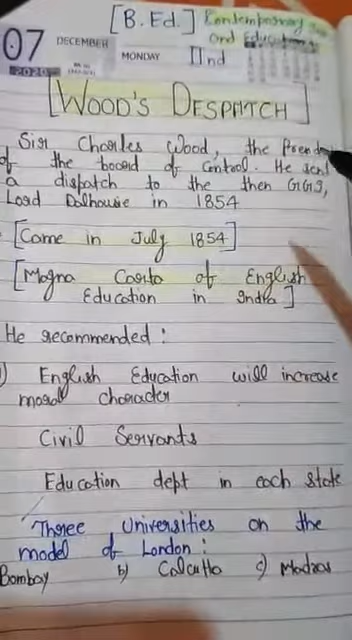 [B.Ed.] Contemporary
and Education
07 DECEMBER
MONDAY IInd
2020
[WOOD'S DESPATCH]
Sir Charles Wood, the
of the board of Control. He sent
a dispatch to the then GGs,
Lord Dalhousie in 1854
[Came in July 1854]
[Magna Carta of English
Education in India]
He recommended:
English Education will increase
moral character
Civil Servants
Education dept in each state
Three Universities on the
model of London:
Bombay b) Calcutta c) Madras